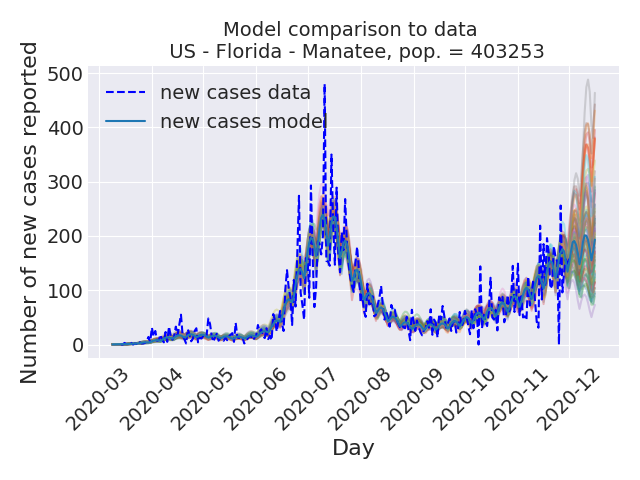 Model comparison to data
US - Florida - Manatee, pop. = 403253
Number of new cases reported
500
400
300
200
100
0
new cases data
new cases model
2020-03
2020-04
2020-05
2020-06
2020-07
2020-08
2020-09
2020-10
2020-11
2020-12
Day